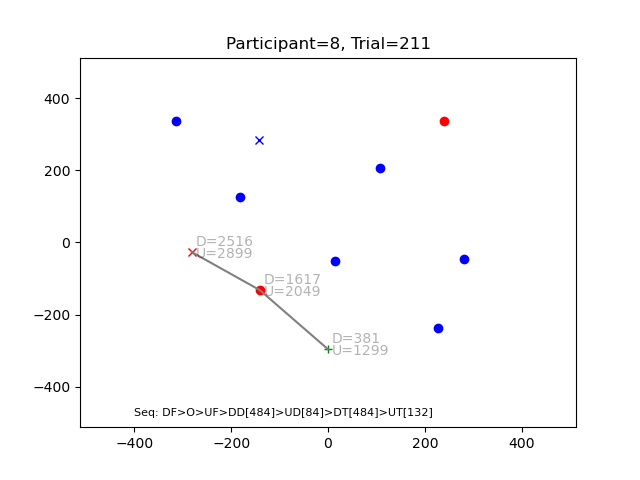 Participant=8, Trial=211
400
200
0
−200
−400
D=2516
U=2899
D=1617
U=2049
D=381
U=1299
Seq: DF>O>UF>DD[484]>UD[84]>DT[484]>UT[132]
−400
−200
0
200
400